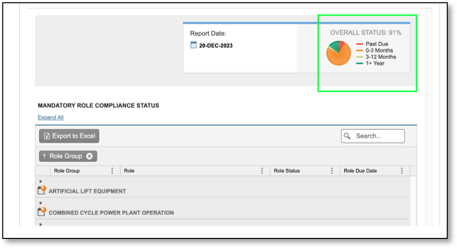 Report Date:
20-DEC-2023
OVERALL STATUS: 91%
Past Due
0-3 Months
3-12 Months
1+ Year
MANDATORY ROLE COMPLIANCE STATUS
Expand All
Export to Excel
Search...
↑ Role Group
Role Group Role Role Status Role Due Date
ARTIFICIAL LIFT EQUIPMENT
COMBINED CYCLE POWER PLANT OPERATION